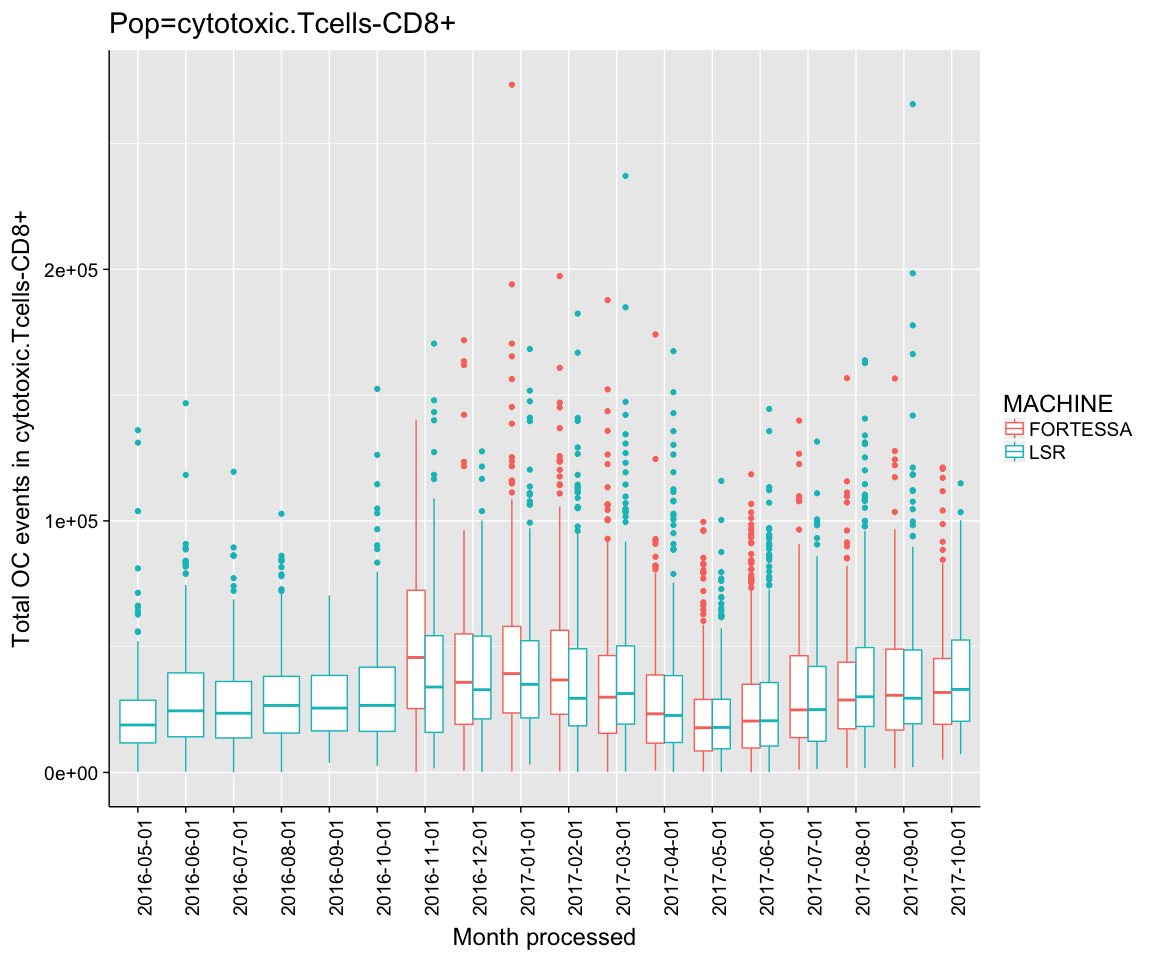 Pop=cytotoxic.Tcells-CD8+
Total OC events in cytotoxic.Tcells-CD8+
2e+05
1e+05
0e+00
2016-05-01
2016-06-01
2016-07-01
2016-08-01
2016-09-01
2016-10-01
2016-11-01
2016-12-01
2017-01-01
2017-02-01
2017-03-01
2017-04-01
2017-05-01
2017-06-01
2017-07-01
2017-08-01
2017-09-01
2017-10-01
Month processed
MACHINE
FORTESSA
LSR